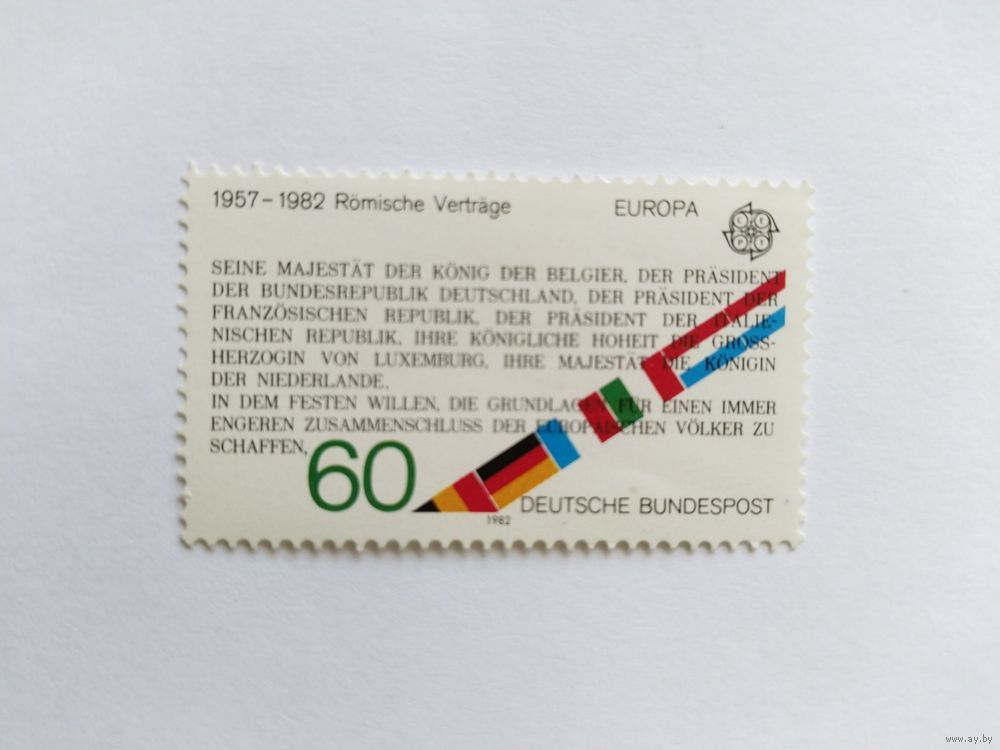 1957 – 1982 Römische Verträge EUROPA
CEPT
SEINE MAJESTÄT DER KÖNIG DER BELGIER, DER PRÄSIDENT
DER BUNDESREPUBLIK DEUTSCHLAND, DER PRÄSIDENT DER
FRANZÖSISCHEN REPUBLIK, DER PRÄSIDENT DER ITALIE-
NISCHEN REPUBLIK, IHRE KÖNIGLICHE HOHEIT DIE GROSS-
HERZOGIN VON LUXEMBURG, IHRE MAJESTÄT DIE KÖNIGIN
DER NIEDERLANDE,
IN DEM FESTEN WILLEN, DIE GRUNDLAGEN FÜR EINEN IMMER
ENGEREN ZUSAMMENSCHLUSS DER EUROPÄISCHEN VÖLKER ZU
SCHAFFEN,
60
DEUTSCHE BUNDESPOST
1982
www.ay.by